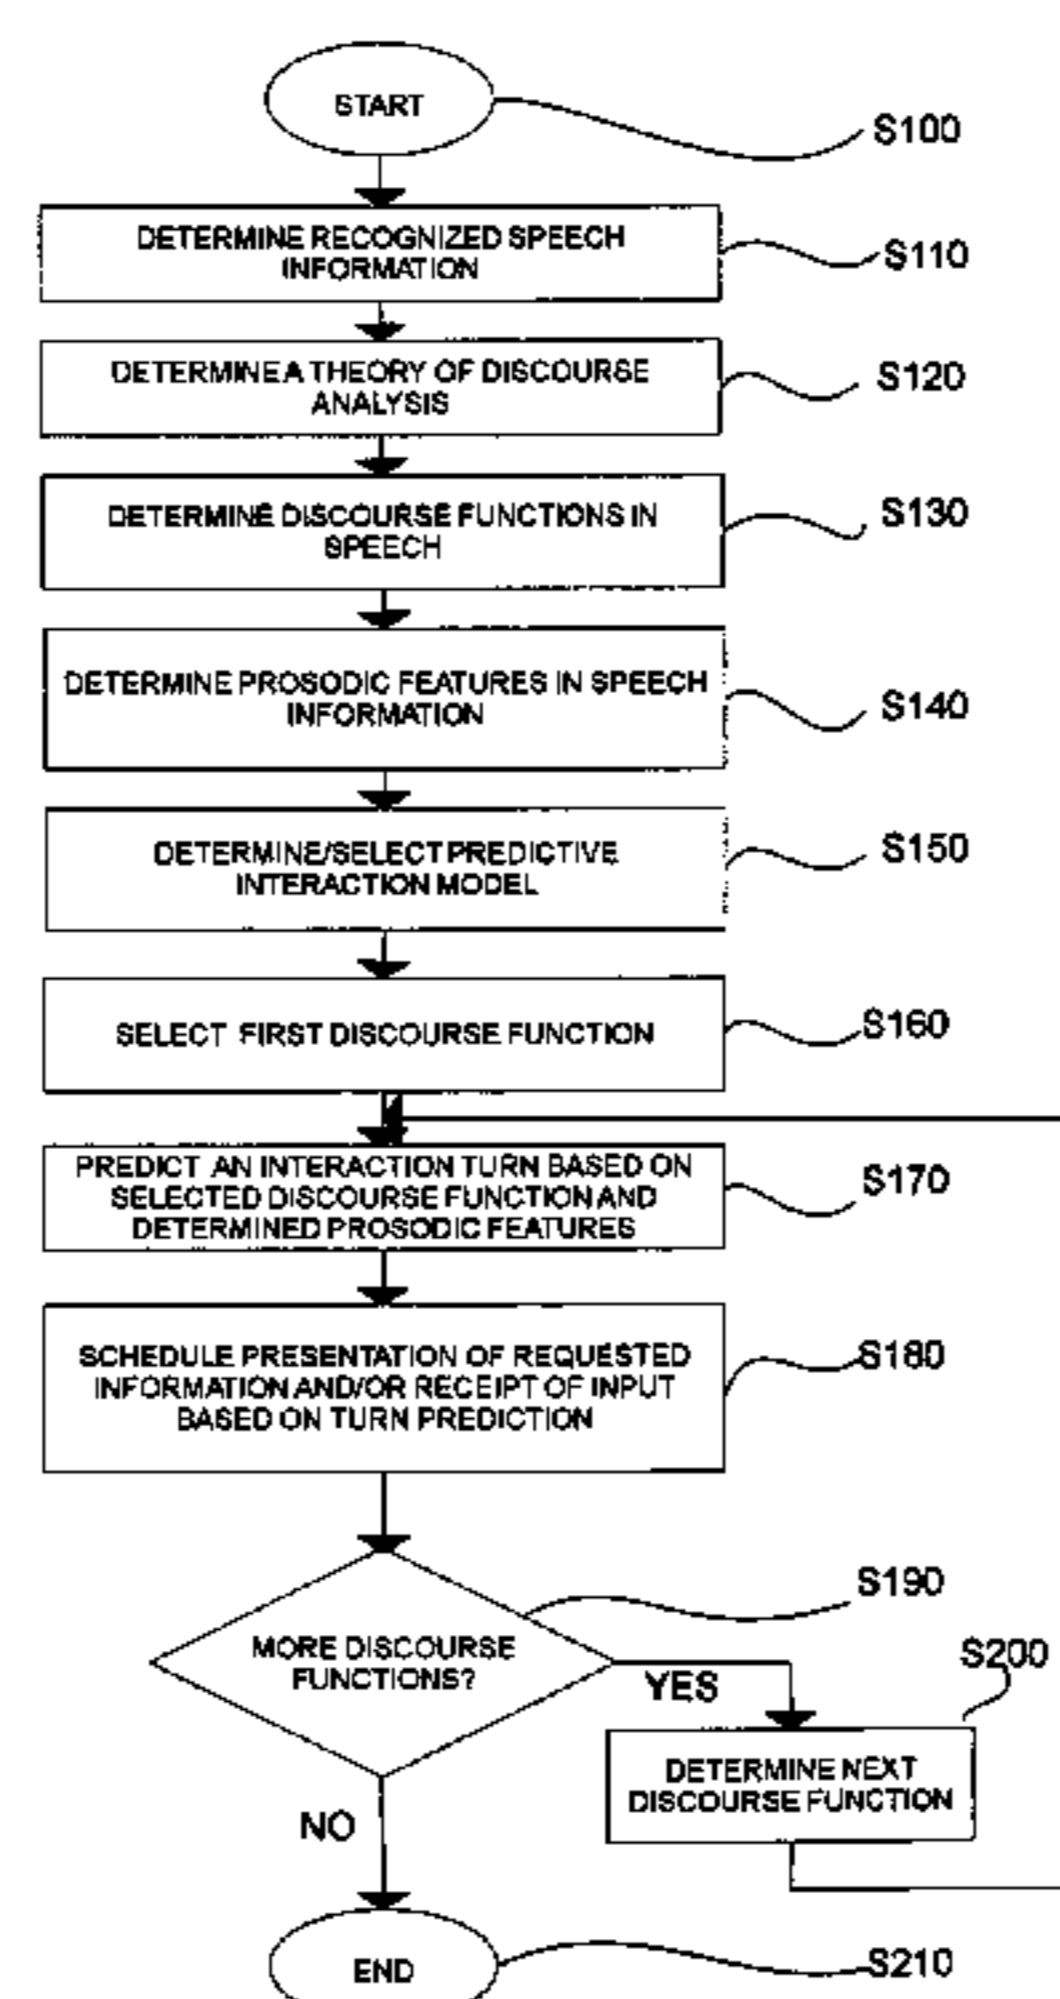 START
S100
DETERMINE RECOGNIZED SPEECH
INFORMATION
S110
DETERMINE A THEORY OF DISCOURSE
ANALYSIS
S120
DETERMINE DISCOURSE FUNCTIONS IN
SPEECH
S130
DETERMINE PROSODIC FEATURES IN SPEECH
INFORMATION
S140
DETERMINE/SELECT PREDICTIVE
INTERACTION MODEL
S150
SELECT FIRST DISCOURSE FUNCTION
S160
PREDICT AN INTERACTION TURN BASED ON
SELECTED DISCOURSE FUNCTION AND
DETERMINED PROSODIC FEATURES
S170
SCHEDULE PRESENTATION OF REQUESTED
INFORMATION AND/OR RECEIPT OF INPUT
BASED ON TURN PREDICTION
S180
MORE DISCOURSE
FUNCTIONS?
S190
YES
S200
DETERMINE NEXT
DISCOURSE FUNCTION
NO
END
S210